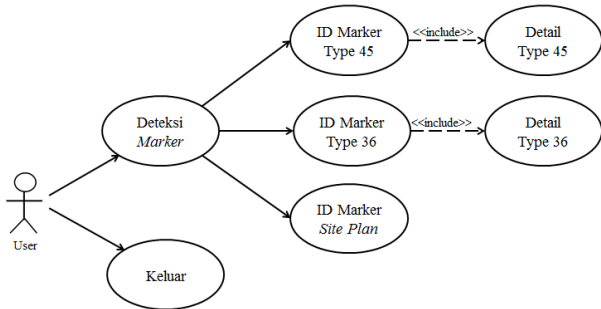 ID Marker
Type 45
<<include>>
Detail
Type 45
Deteksi
Marker
ID Marker
Type 36
<<include>>
Detail
Type 36
ID Marker
Site Plan
User
Keluar